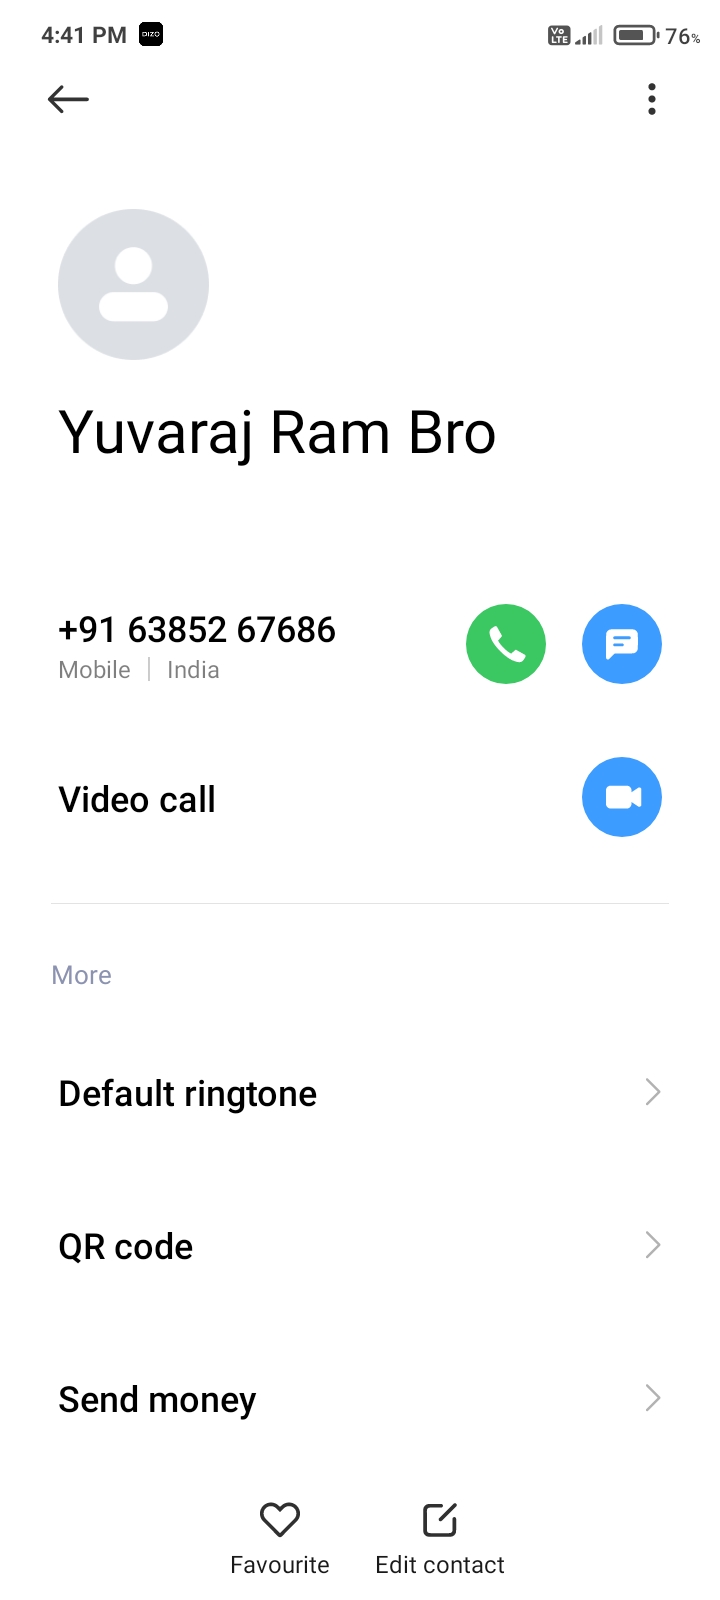 4:41 PM DIZO Vo LTE 76%
Yuvaraj Ram Bro
+91 63852 67686
Mobile | India
Video call
More
Default ringtone
QR code
Send money
Favourite Edit contact